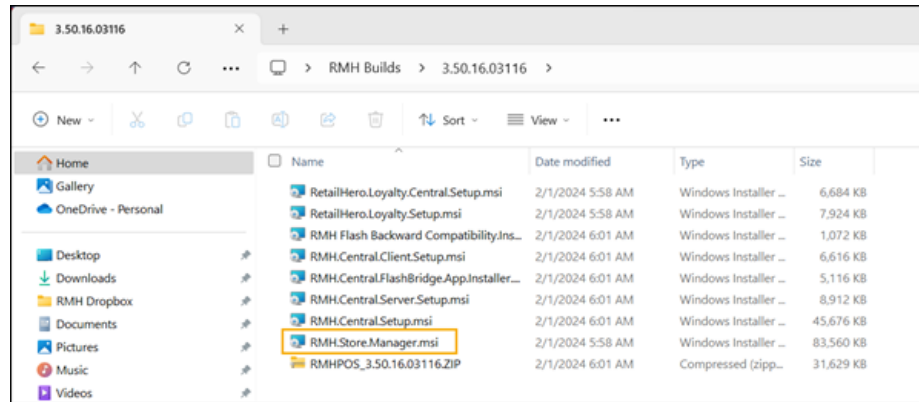 3.50.16.03116
RMH Builds > 3.50.16.03116 >
New Sort View
Home Name Date modified Type Size
Gallery RetailHero.Loyalty.Central.Setup.msi 2/1/2024 5:58 AM Windows Installer ... 6,684 KB
OneDrive - Personal RetailHero.Loyalty.Setup.msi 2/1/2024 5:58 AM Windows Installer ... 7,924 KB
RMH Flash Backward Compatibility.Ins... 2/1/2024 6:01 AM Windows Installer ... 1,072 KB
Desktop RMH.Central.Client.Setup.msi 2/1/2024 6:01 AM Windows Installer ... 6,616 KB
Downloads RMH.Central.FlashBridge.App.Installer.... 2/1/2024 6:01 AM Windows Installer ... 5,116 KB
RMH Dropbox RMH.Central.Server.Setup.msi 2/1/2024 6:01 AM Windows Installer ... 8,912 KB
Documents RMH.Central.Setup.msi 2/1/2024 6:01 AM Windows Installer ... 45,676 KB
Pictures RMH.Store.Manager.msi 2/1/2024 5:58 AM Windows Installer ... 83,560 KB
Music RMHPOS_3.50.16.03116.ZIP 2/1/2024 6:01 AM Compressed (zipp... 31,629 KB
Videos